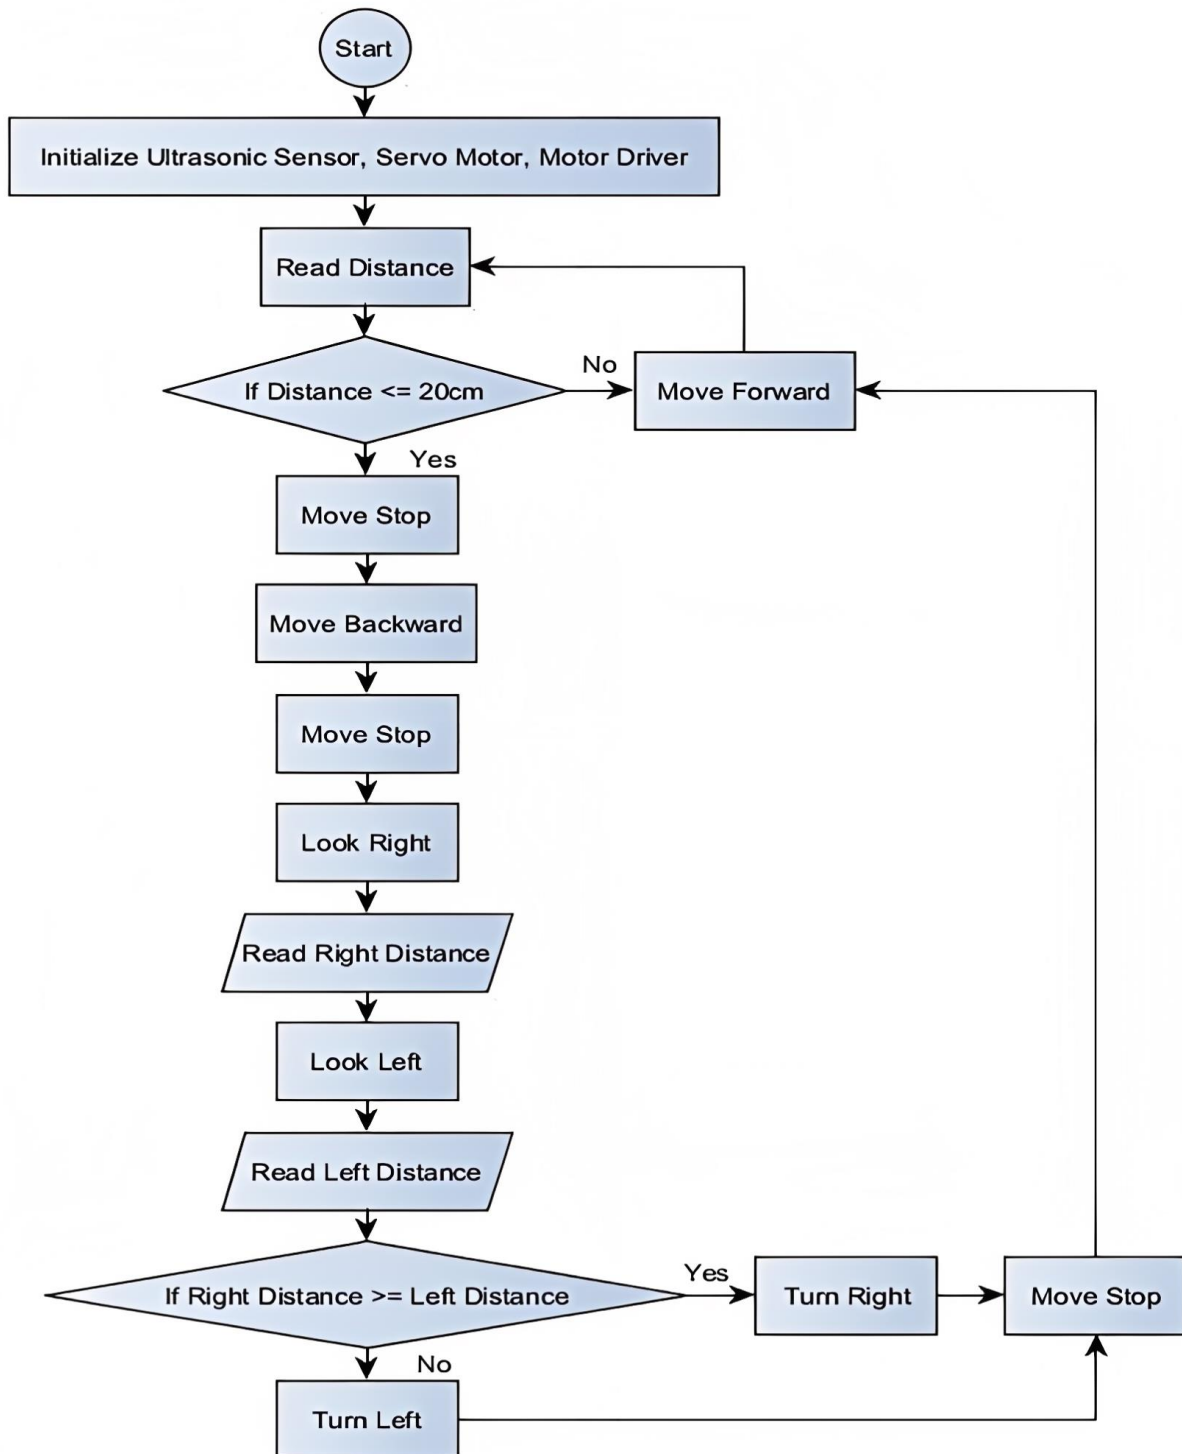 Start
Initialize Ultrasonic Sensor, Servo Motor, Motor Driver
Read Distance
If Distance <= 20cm
No
Move Forward
Yes
Move Stop
Move Backward
Move Stop
Look Right
Read Right Distance
Look Left
Read Left Distance
If Right Distance >= Left Distance
Yes
Turn Right
Move Stop
No
Turn Left